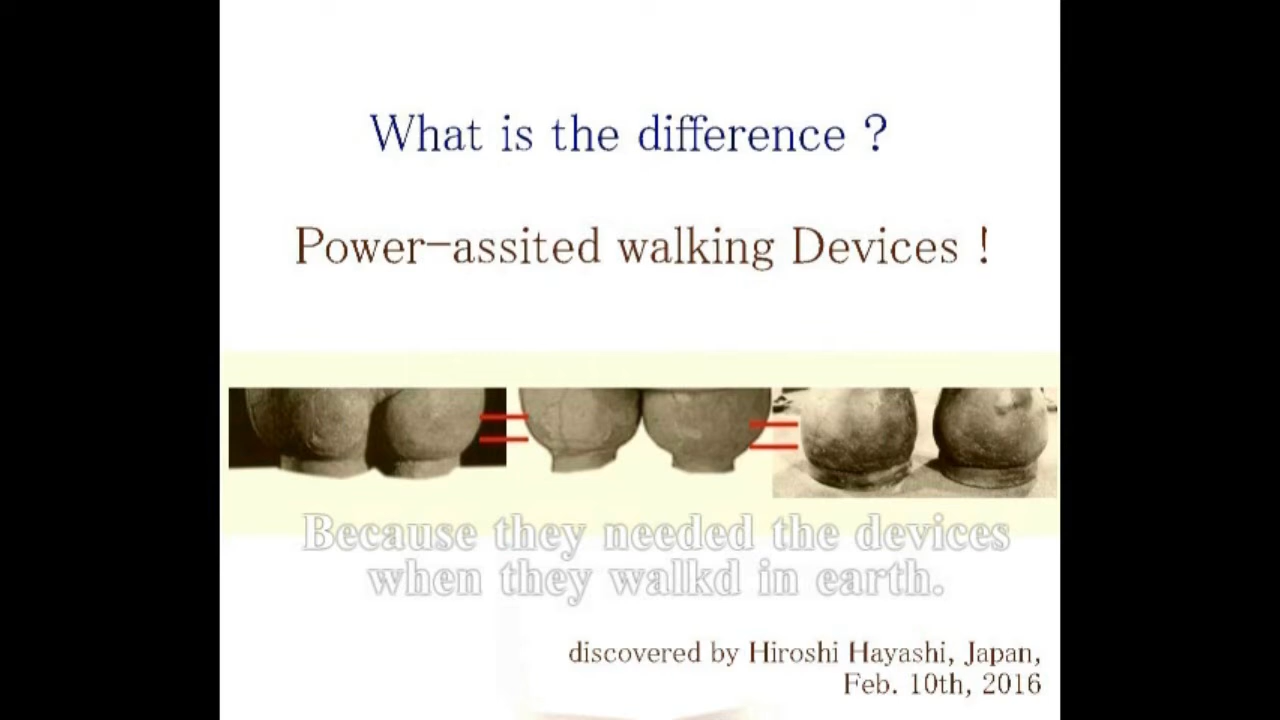 What is the difference ?
Power-assited walking Devices !
Because they needed the devices
when they walkd in earth.
discovered by Hiroshi Hayashi, Japan,
Feb. 10th, 2016